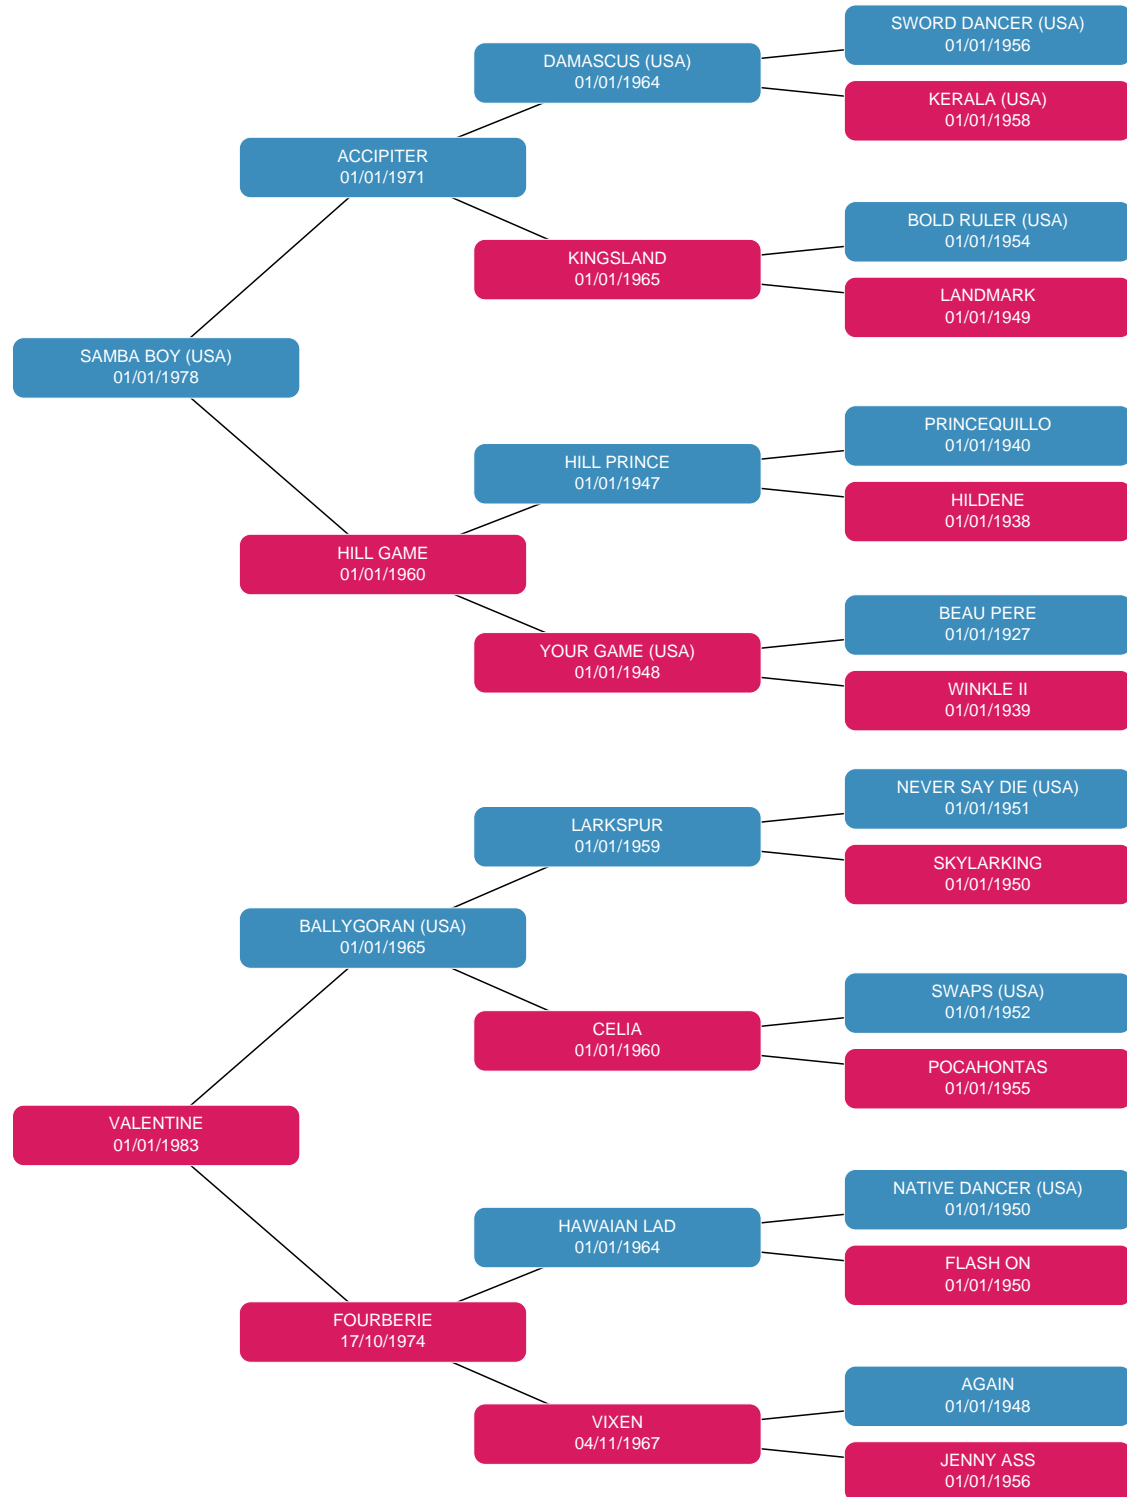 SWORD DANCER (USA)
01/01/1956
DAMASCUS (USA)
01/01/1964
KERALA (USA)
01/01/1958
ACCIPITER
01/01/1971
BOLD RULER (USA)
01/01/1954
KINGSLAND
01/01/1965
LANDMARK
01/01/1949
SAMBA BOY (USA)
01/01/1978
PRINCEQUILLO
01/01/1940
HILL PRINCE
01/01/1947
HILDENE
01/01/1938
HILL GAME
01/01/1960
BEAU PERE
01/01/1927
YOUR GAME (USA)
01/01/1948
WINKLE II
01/01/1939
NEVER SAY DIE (USA)
01/01/1951
LARKSPUR
01/01/1959
SKYLARKING
01/01/1950
BALLYGORAN (USA)
01/01/1965
SWAPS (USA)
01/01/1952
CELIA
01/01/1960
POCAHONTAS
01/01/1955
VALENTINE
01/01/1983
NATIVE DANCER (USA)
01/01/1950
HAWAIAN LAD
01/01/1964
FLASH ON
01/01/1950
FOURBERIE
17/10/1974
AGAIN
01/01/1948
VIXEN
04/11/1967
JENNY ASS
01/01/1956